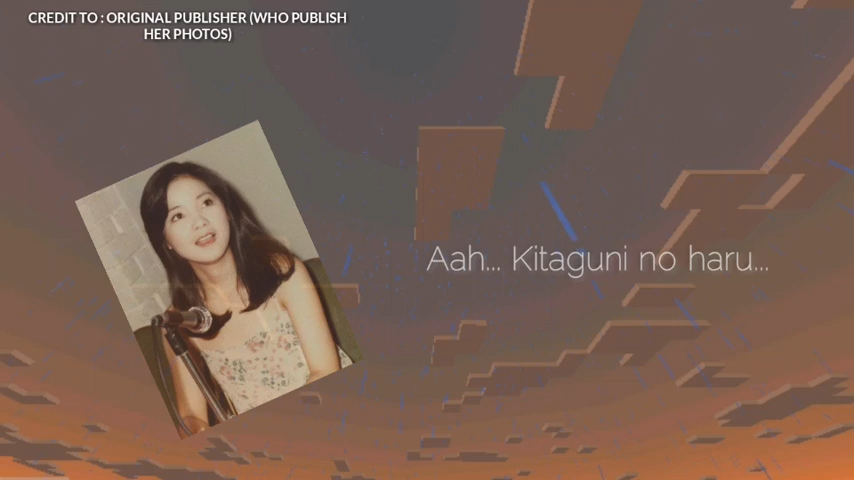 CREDIT TO : ORIGINAL PUBLISHER (WHO PUBLISH
HER PHOTOS)
Aah... Kitaguni no haru...